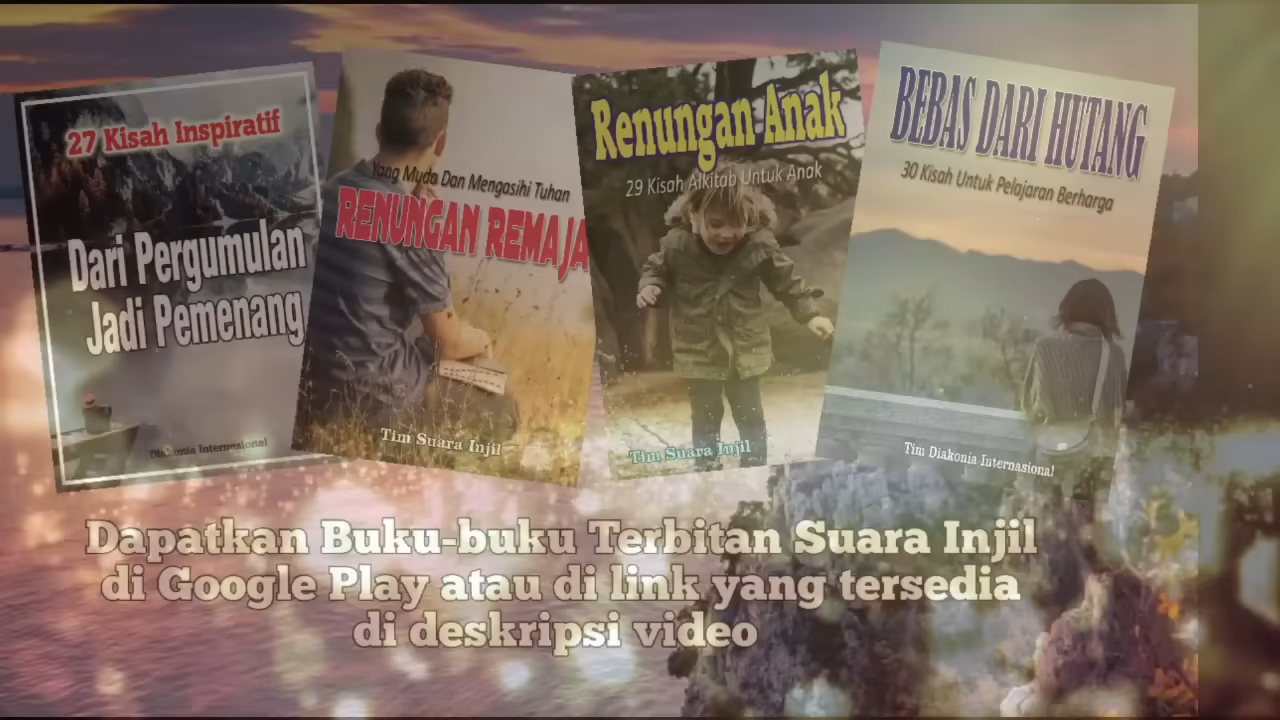 27 Kisah Inspiratif
Dari Pergumulan
Jadi Pemenang
Diakonia Internasional
Yang Muda Dan Mengasihi Tuhan
RENUNGAN REMAJA
Tim Suara Injil
Renungan Anak
29 Kisah Alkitab Untuk Anak
Tim Suara Injil
BEBAS DARI HUTANG
30 Kisah Untuk Pelajaran Berharga
Tim Diakonia Internasional
Dapatkan Buku-buku Terbitan Suara Injil
di Google Play atau di link yang tersedia
di deskripsi video